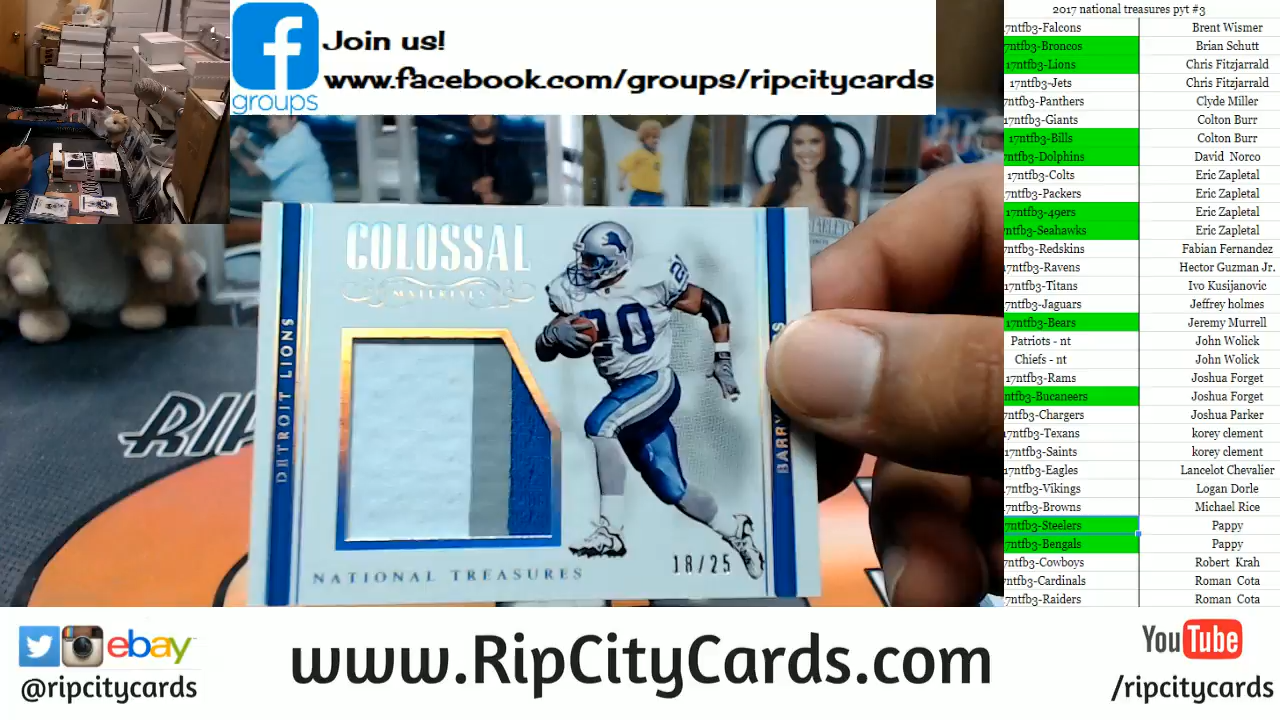 Join us!
www.facebook.com/groups/ripcitycards
f
groups
2017 national treasures pyt #3
17ntfb3-Falcons Brent Wismer
17ntfb3-Broncos Brian Schutt
17ntfb3-Lions Chris Fitzjarrald
17ntfb3-Jets Chris Fitzjarrald
17ntfb3-Panthers Clyde Miller
17ntfb3-Giants Colton Burr
17ntfb3-Bills Colton Burr
17ntfb3-Dolphins David Norco
17ntfb3-Colts Eric Zapletal
17ntfb3-Packers Eric Zapletal
17ntfb3-49ers Eric Zapletal
17ntfb3-Seahawks Eric Zapletal
17ntfb3-Redskins Fabian Fernandez
17ntfb3-Ravens Hector Guzman Jr.
17ntfb3-Titans Ivo Kusijanovic
17ntfb3-Jaguars Jeffrey holmes
17ntfb3-Bears Jeremy Murrell
Patriots - nt John Wolick
Chiefs - nt John Wolick
17ntfb3-Rams Joshua Forget
ntfb3-Bucaneers Joshua Forget
17ntfb3-Chargers Joshua Parker
17ntfb3-Texans korey clement
17ntfb3-Saints korey clement
17ntfb3-Eagles Lancelot Chevalier
17ntfb3-Vikings Logan Dorle
17ntfb3-Browns Michael Rice
17ntfb3-Steelers Pappy
17ntfb3-Bengals Pappy
7ntfb3-Cowboys Robert Krah
7ntfb3-Cardinals Roman Cota
17ntfb3-Raiders Roman Cota
COLOSSAL
MATERIALS
DETROIT LIONS
BARRY
20
20
NATIONAL TREASURES
18/25
RIP
ebay
@ripcitycards
www.RipCityCards.com
YouTube
/ripcitycards